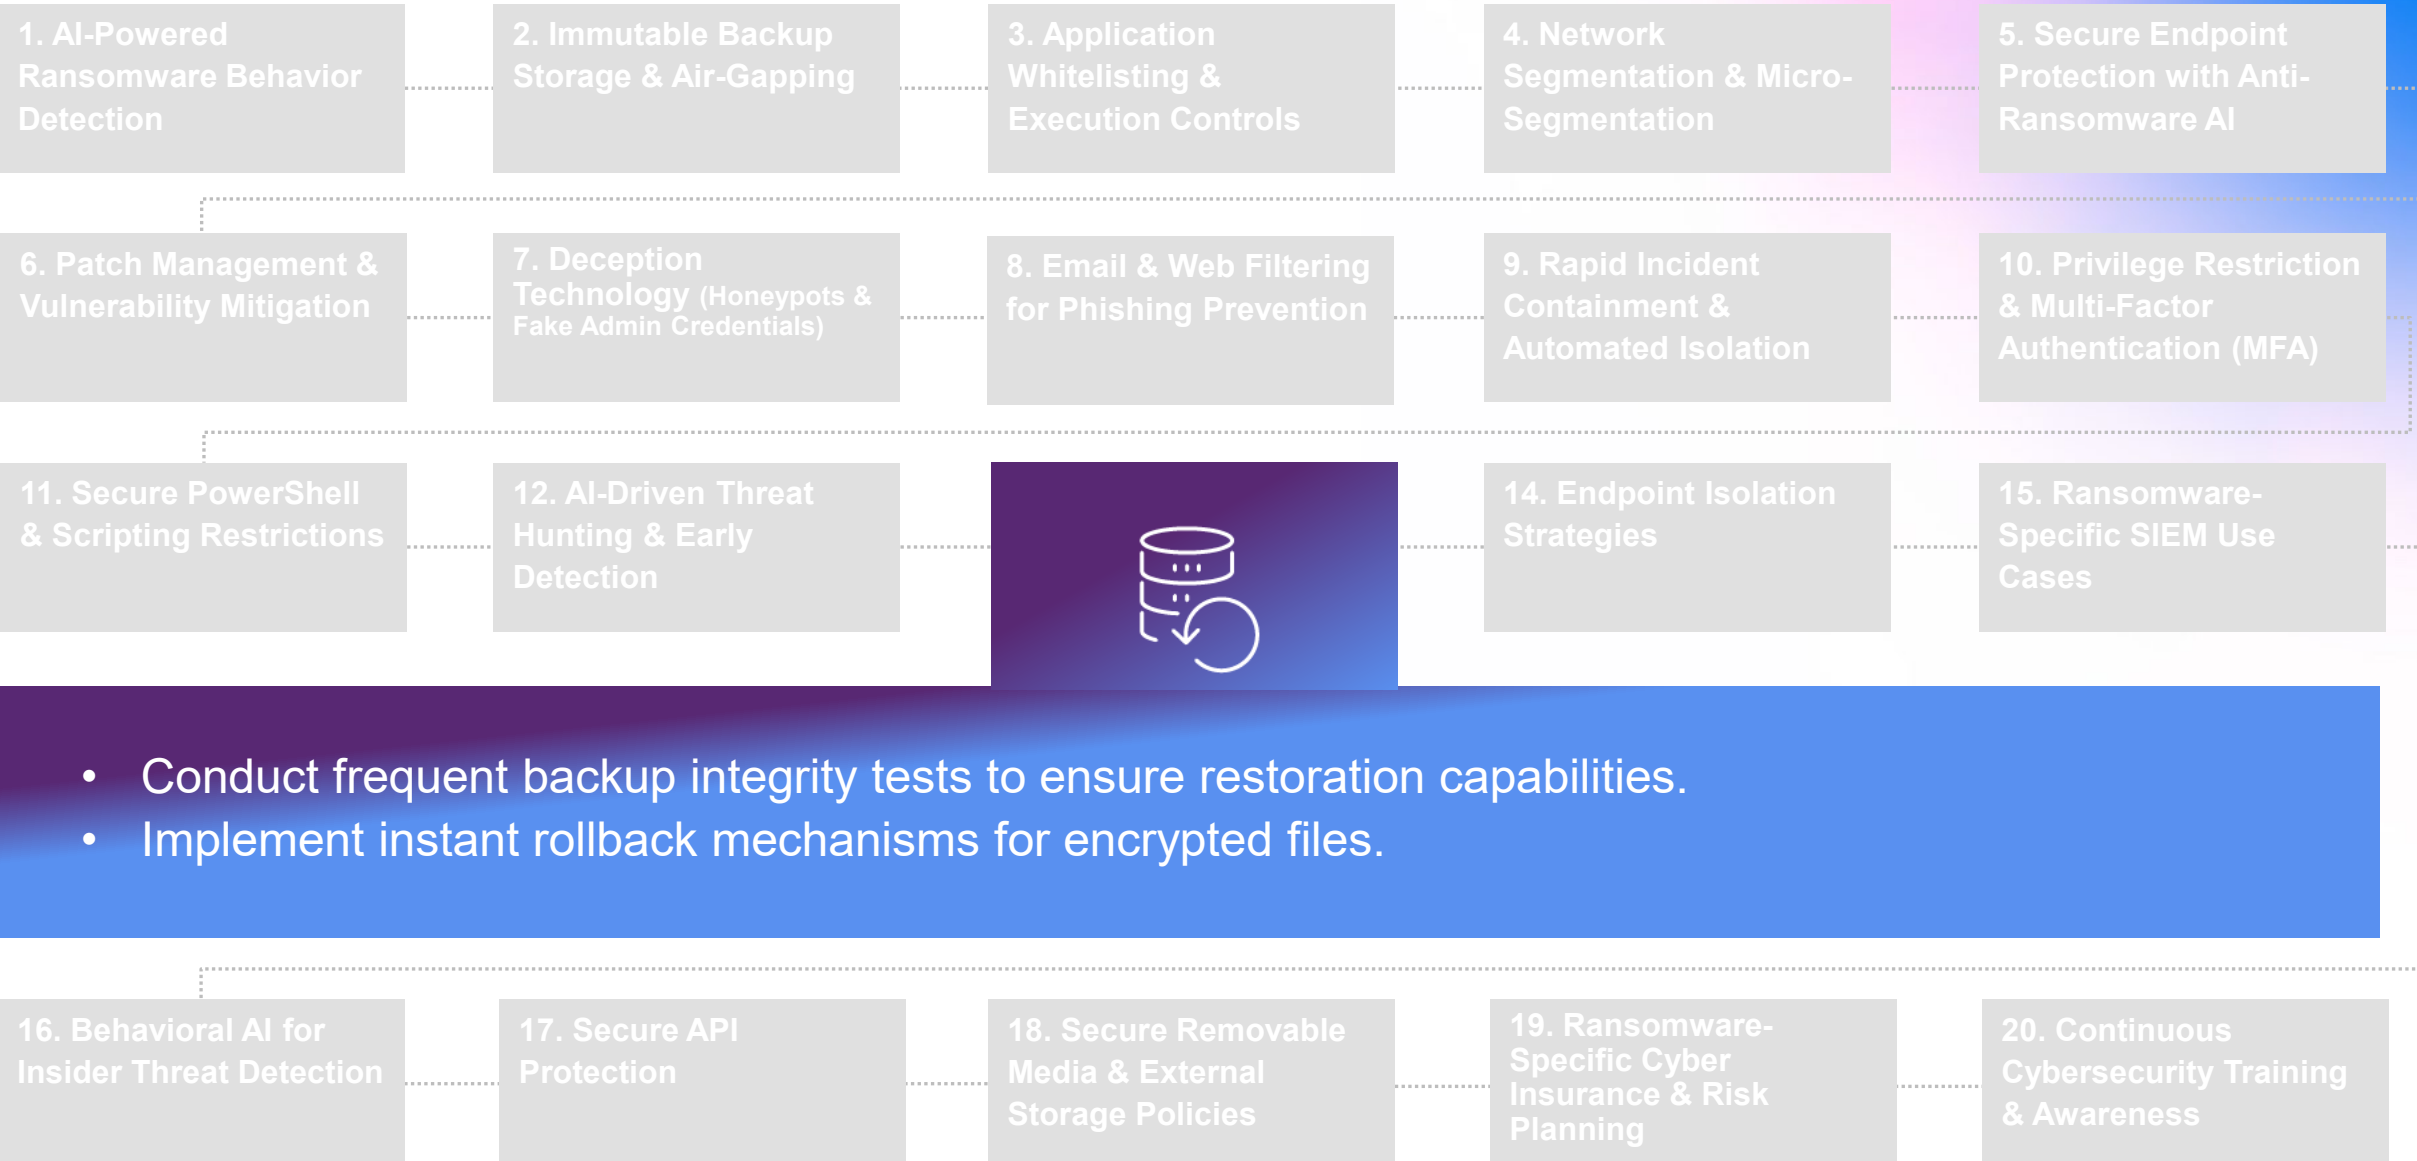 1. AI-Powered
Ransomware Behavior
Detection
2. Immutable Backup
Storage & Air-Gapping
3. Application
Whitelisting &
Execution Controls
4. Network
Segmentation & Micro-
Segmentation
5. Secure Endpoint
Protection with Anti-
Ransomware AI
6. Patch Management &
Vulnerability Mitigation
7. Deception
Technology (Honeypots &
Fake Admin Credentials)
8. Email & Web Filtering
for Phishing Prevention
9. Rapid Incident
Containment &
Automated Isolation
10. Privilege Restriction
& Multi-Factor
Authentication (MFA)
11. Secure PowerShell
& Scripting Restrictions
12. AI-Driven Threat
Hunting & Early
Detection
14. Endpoint Isolation
Strategies
15. Ransomware-
Specific SIEM Use
Cases
• Conduct frequent backup integrity tests to ensure restoration capabilities.
• Implement instant rollback mechanisms for encrypted files.
16. Behavioral AI for
Insider Threat Detection
17. Secure API
Protection
18. Secure Removable
Media & External
Storage Policies
19. Ransomware-
Specific Cyber
Insurance & Risk
Planning
20. Continuous
Cybersecurity Training
& Awareness